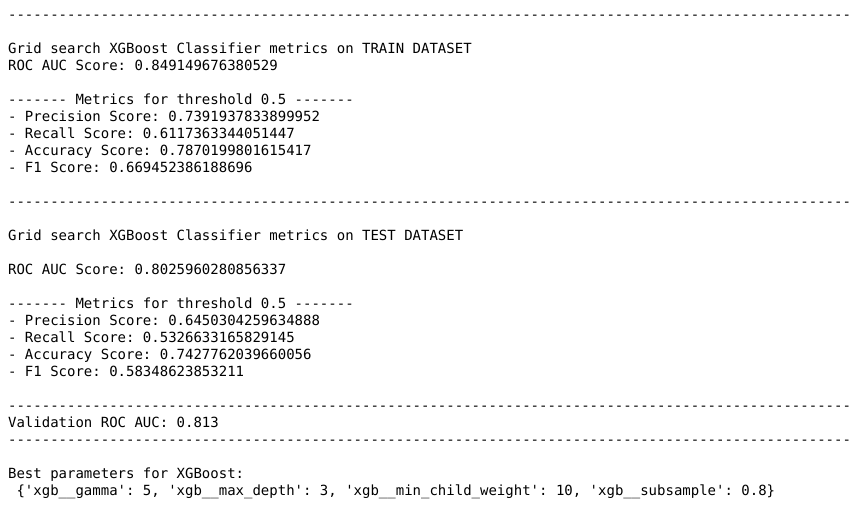 ----------------------------------------------------------------------------------------------------
Grid search XGBoost Classifier metrics on TRAIN DATASET
ROC AUC Score: 0.849149676380529
------- Metrics for threshold 0.5 -------
- Precision Score: 0.7391937833899952
- Recall Score: 0.6117363344051447
- Accuracy Score: 0.7870199801615417
- F1 Score: 0.669452386188696
----------------------------------------------------------------------------------------------------
Grid search XGBoost Classifier metrics on TEST DATASET
ROC AUC Score: 0.8025960280856337
------- Metrics for threshold 0.5 -------
- Precision Score: 0.6450304259634888
- Recall Score: 0.5326633165829145
- Accuracy Score: 0.7427762039660056
- F1 Score: 0.58348623853211
----------------------------------------------------------------------------------------------------
Validation ROC AUC: 0.813
----------------------------------------------------------------------------------------------------
Best parameters for XGBoost:
{'xgb__gamma': 5, 'xgb__max_depth': 3, 'xgb__min_child_weight': 10, 'xgb__subsample': 0.8}